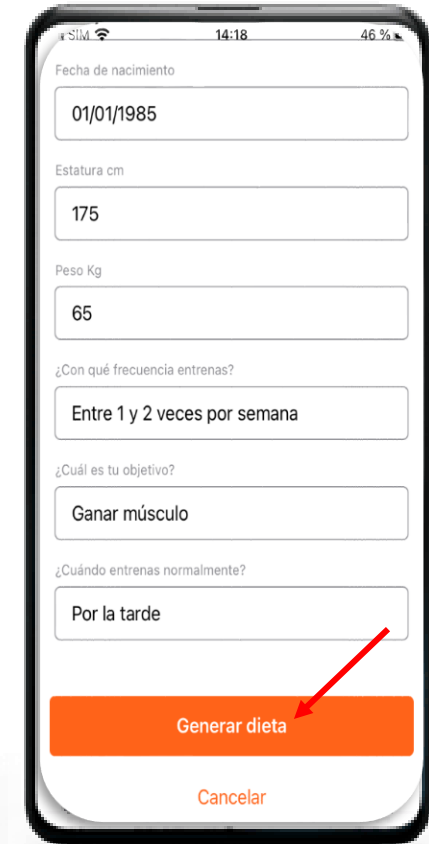 SIM 14:18 46 %
Fecha de nacimiento
01/01/1985
Estatura cm
175
Peso Kg
65
¿Con qué frecuencia entrenas?
Entre 1 y 2 veces por semana
¿Cuál es tu objetivo?
Ganar músculo
¿Cuándo entrenas normalmente?
Por la tarde
Generar dieta
Cancelar